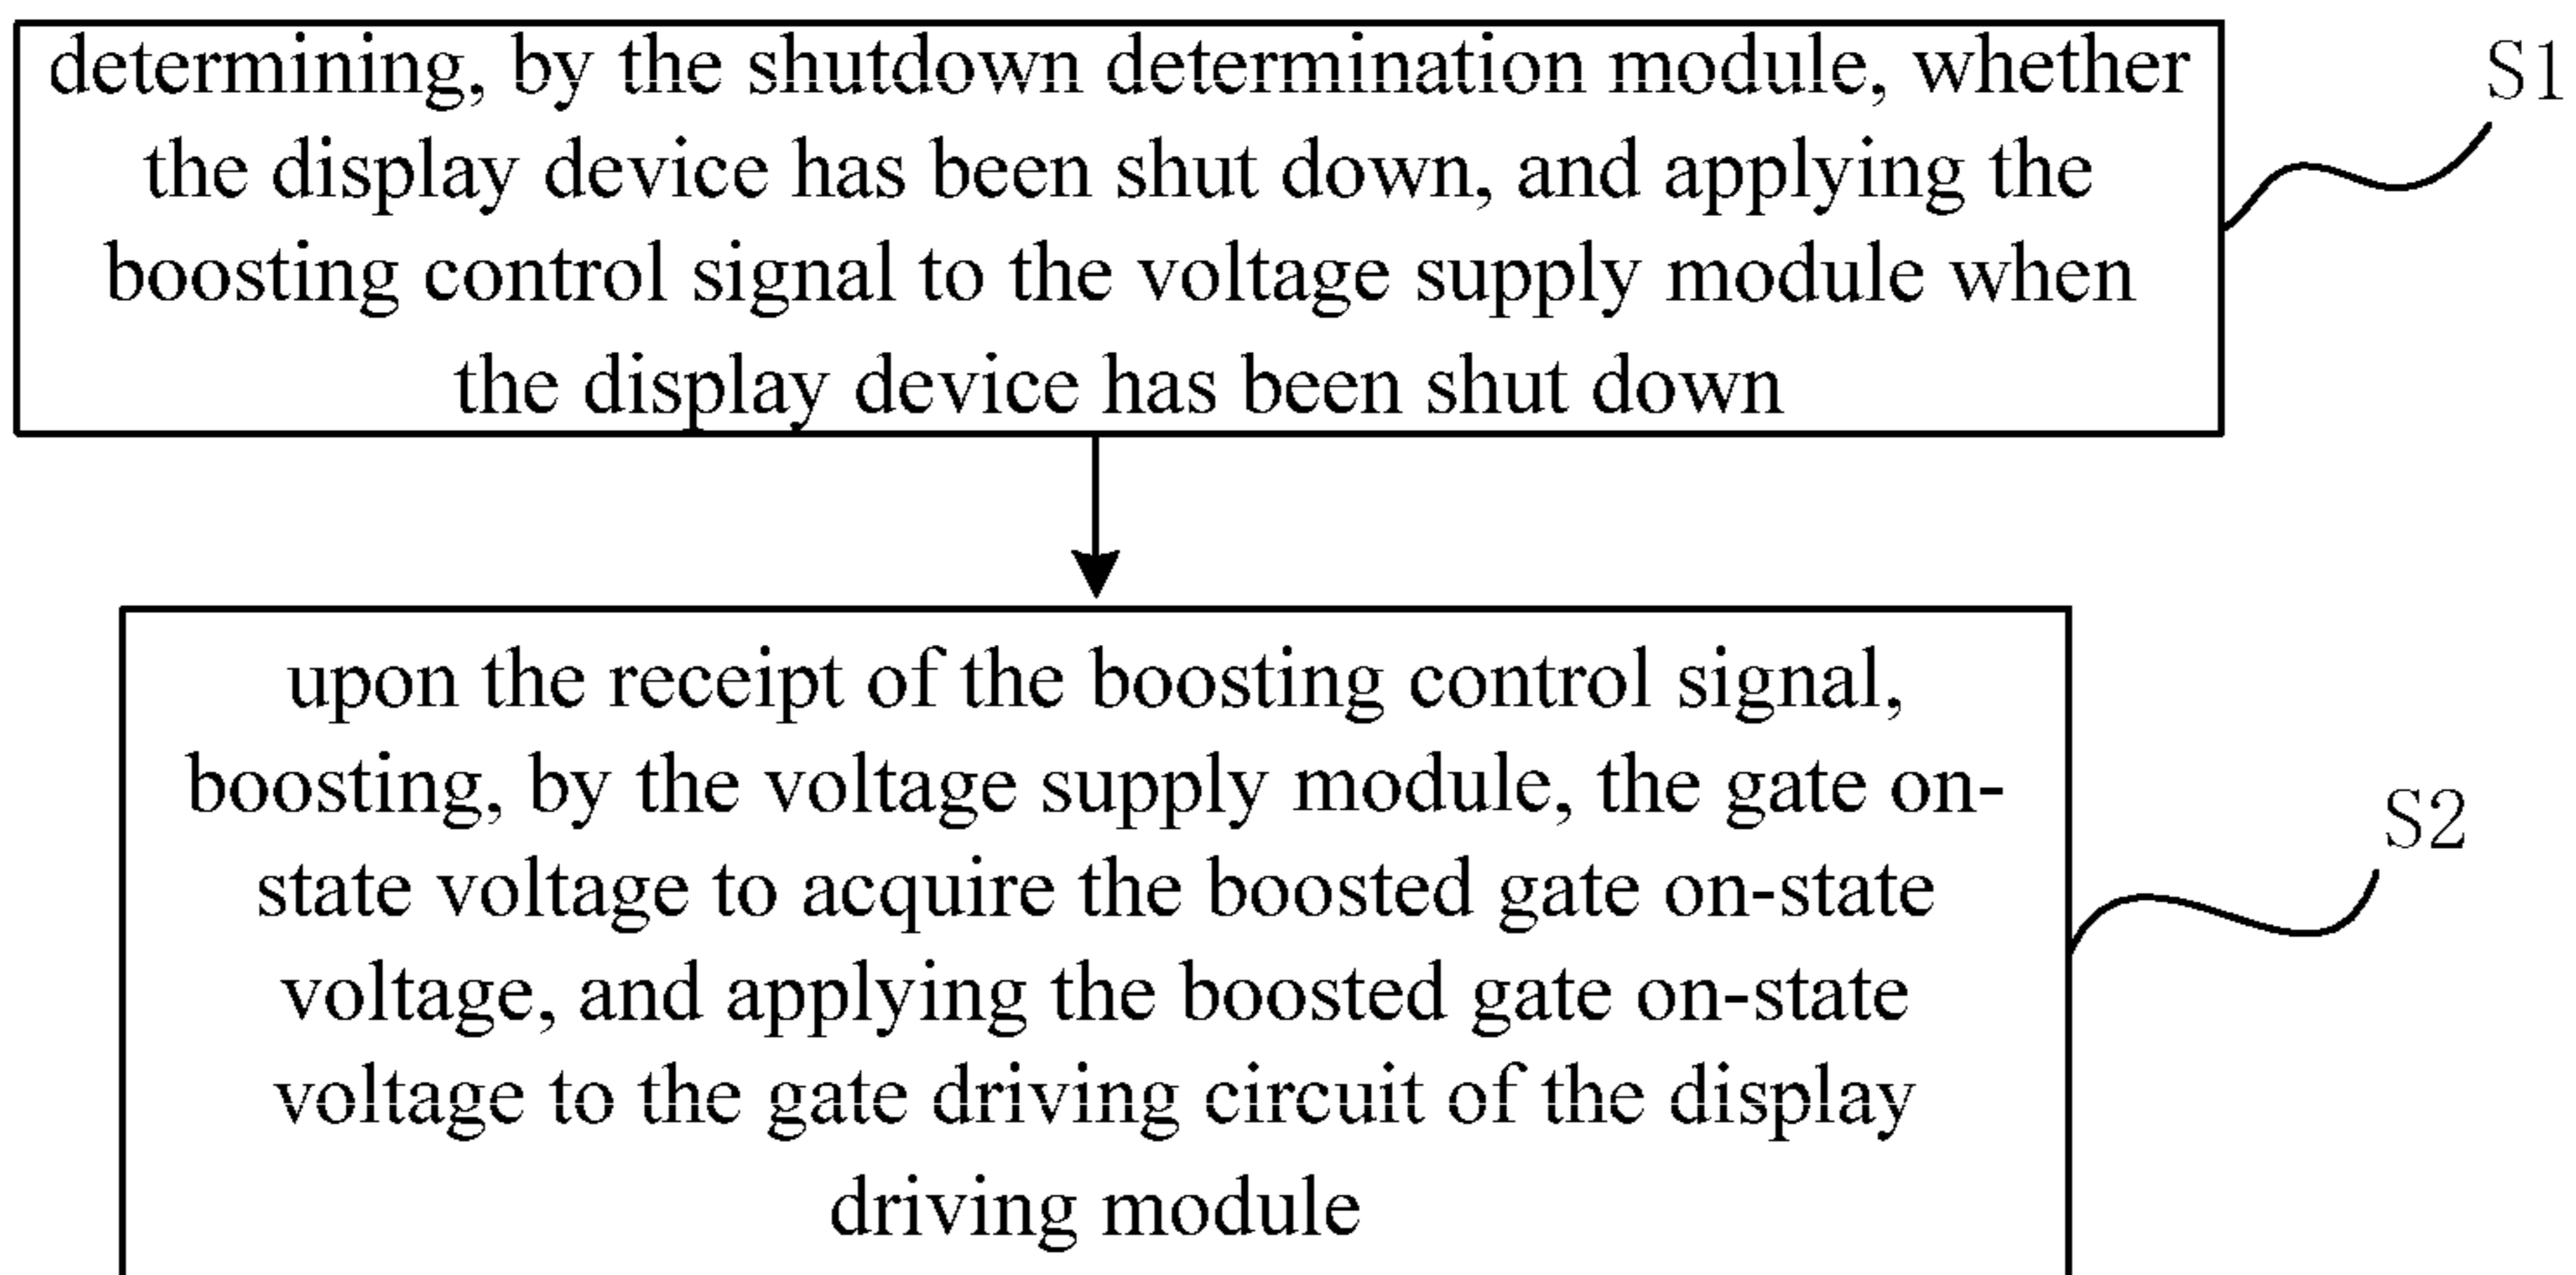 determining, by the shutdown determination module, whether
the display device has been shut down, and applying the
boosting control signal to the voltage supply module when
the display device has been shut down
S1
upon the receipt of the boosting control signal,
boosting, by the voltage supply module, the gate on-
state voltage to acquire the boosted gate on-state
voltage, and applying the boosted gate on-state
voltage to the gate driving circuit of the display
driving module
S2